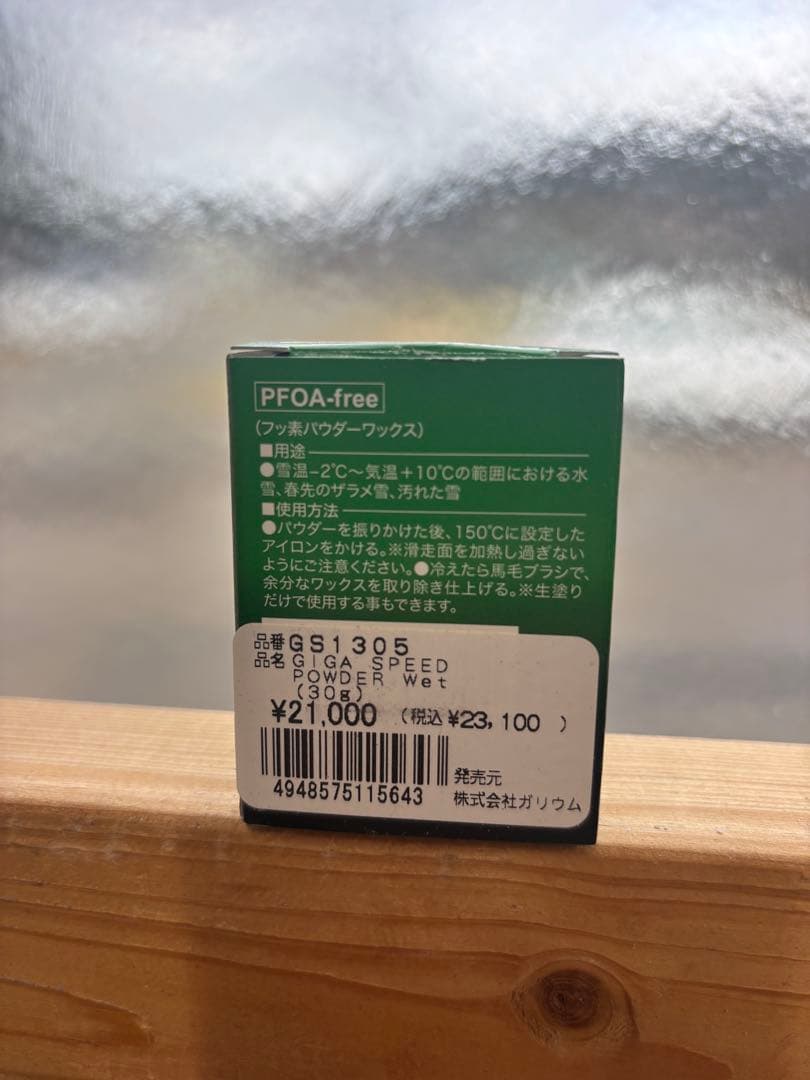 PFOA-free
(フッ素パウダーワックス)
■用途
●雪温−2℃〜気温+10℃の範囲における水
雪、春先のザラメ雪、汚れた雪
■使用方法
●パウダーを振りかけた後、150℃に設定した
アイロンをかける。※滑走面を加熱し過ぎない
ようにご注意ください。●冷えたら馬毛ブラシで、
余分なワックスを取り除き仕上げる。※生塗り
だけで使用する事もできます。
品番GS1305
品名 GIGA SPEED
POWDER Wet
(30g)
¥21,000 (税込 ¥23,100 )
4948575115643
発売元
株式会社ガリウム